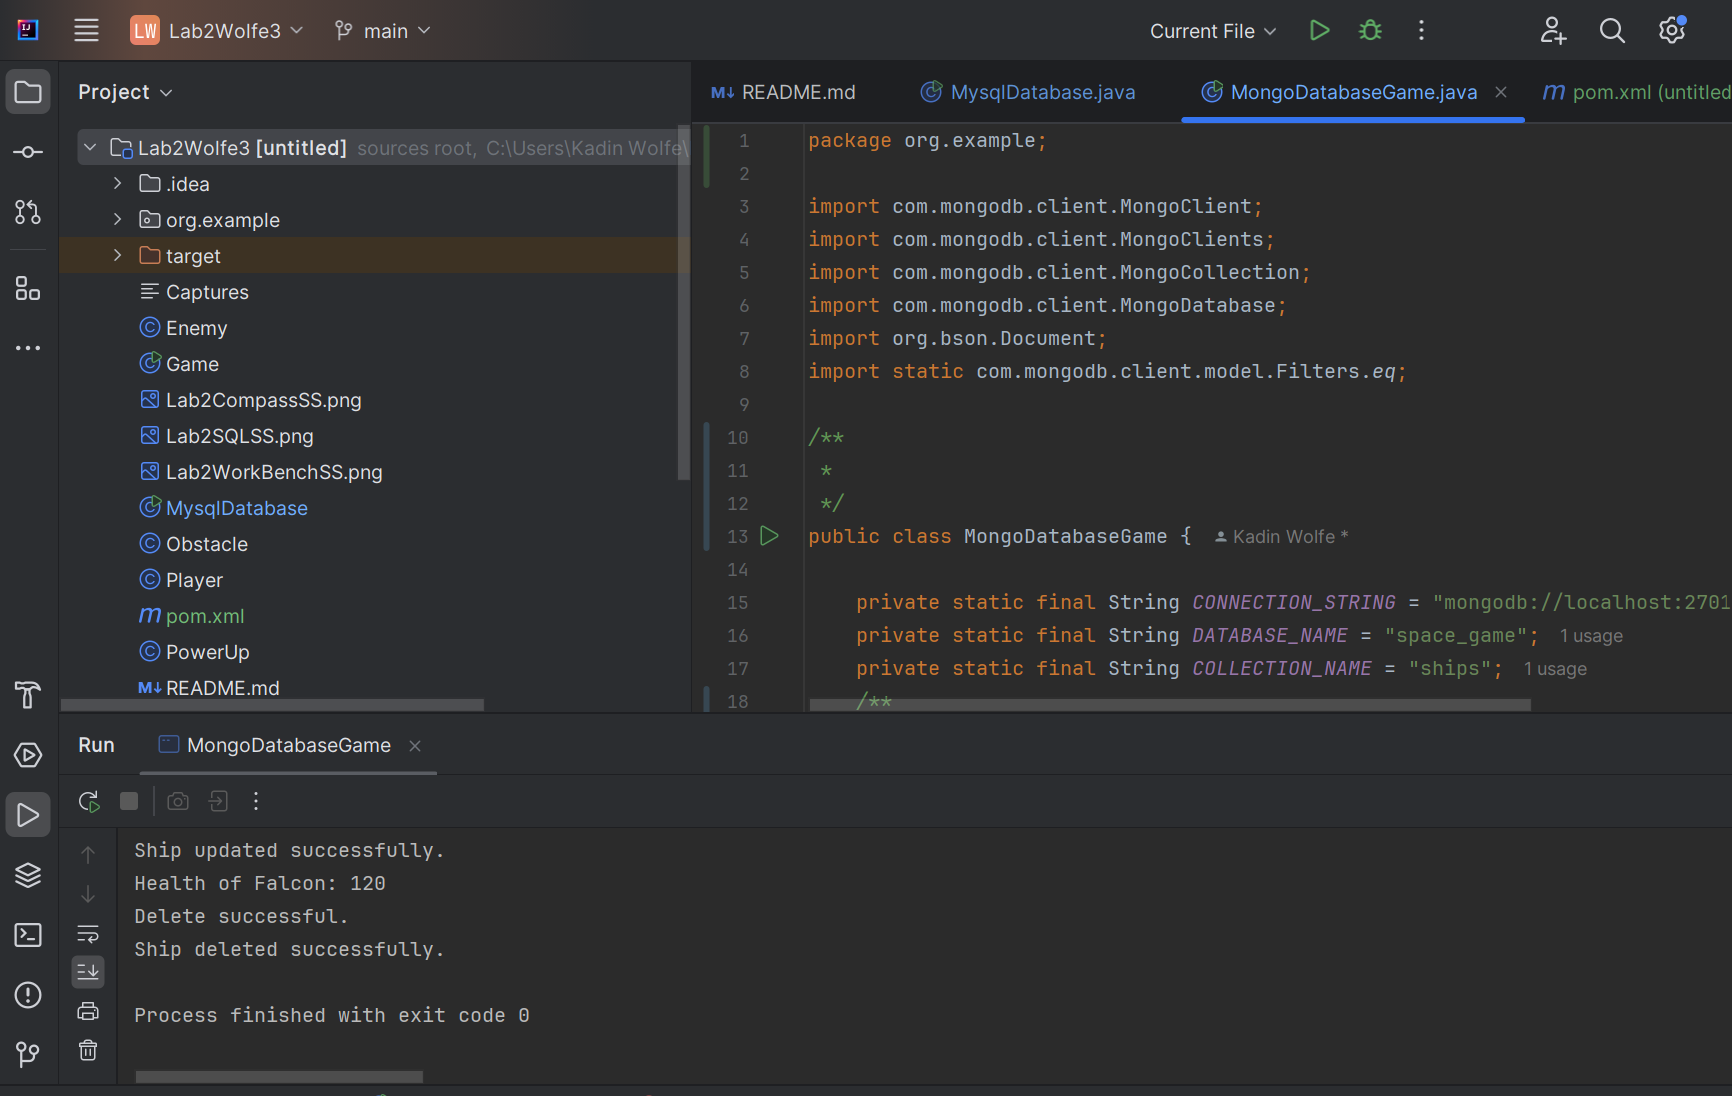 LW Lab2Wolfe3 main Current File
Project
README.md MysqlDatabase.java MongoDatabaseGame.java pom.xml (untitled
Lab2Wolfe3 [untitled] sources root, C:\Users\Kadin Wolfe\
.idea
org.example
target
Captures
Enemy
Game
Lab2CompassSS.png
Lab2SQLSS.png
Lab2WorkBenchSS.png
MysqlDatabase
Obstacle
Player
pom.xml
PowerUp
README.md
1 package org.example;
2
3 import com.mongodb.client.MongoClient;
4 import com.mongodb.client.MongoClients;
5 import com.mongodb.client.MongoCollection;
6 import com.mongodb.client.MongoDatabase;
7 import org.bson.Document;
8 import static com.mongodb.client.model.Filters.eq;
9
10 /**
11 *
12 */
13 public class MongoDatabaseGame { Kadin Wolfe *
14
15 private static final String CONNECTION_STRING = "mongodb://localhost:2701
16 private static final String DATABASE_NAME = "space_game"; 1 usage
17 private static final String COLLECTION_NAME = "ships"; 1 usage
18 /**
Run MongoDatabaseGame
Ship updated successfully.
Health of Falcon: 120
Delete successful.
Ship deleted successfully.
Process finished with exit code 0